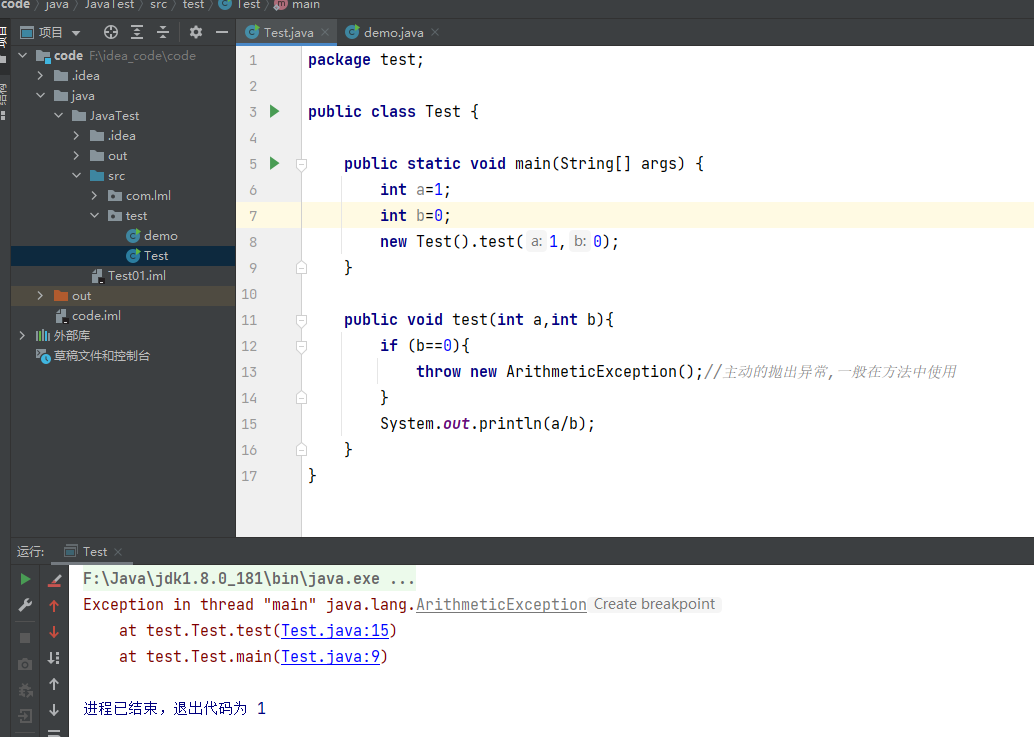 code 〉 java 〉 JavaTest 〉 src 〉 test 〉 Test 〉 main
项目
Test.java
demo.java
code F:\idea_code\code
.idea
java
JavaTest
.idea
out
src
com.lml
test
demo
Test
Test01.iml
out
code.iml
外部库
草稿文件和控制台
1 package test;
2
3 public class Test {
4
5 public static void main(String[] args) {
6 int a=1;
7 int b=0;
8 new Test().test( a: 1, b: 0);
9 }
10
11 public void test(int a,int b){
12 if (b==0){
13 throw new ArithmeticException();//主动的抛出异常,一般在方法中使用
14 }
15 System.out.println(a/b);
16 }
17 }
运行: Test
F:\Java\jdk1.8.0_181\bin\java.exe ...
Exception in thread "main" java.lang.ArithmeticException Create breakpoint
at test.Test.test(Test.java:15)
at test.Test.main(Test.java:9)
进程已结束，退出代码为 1